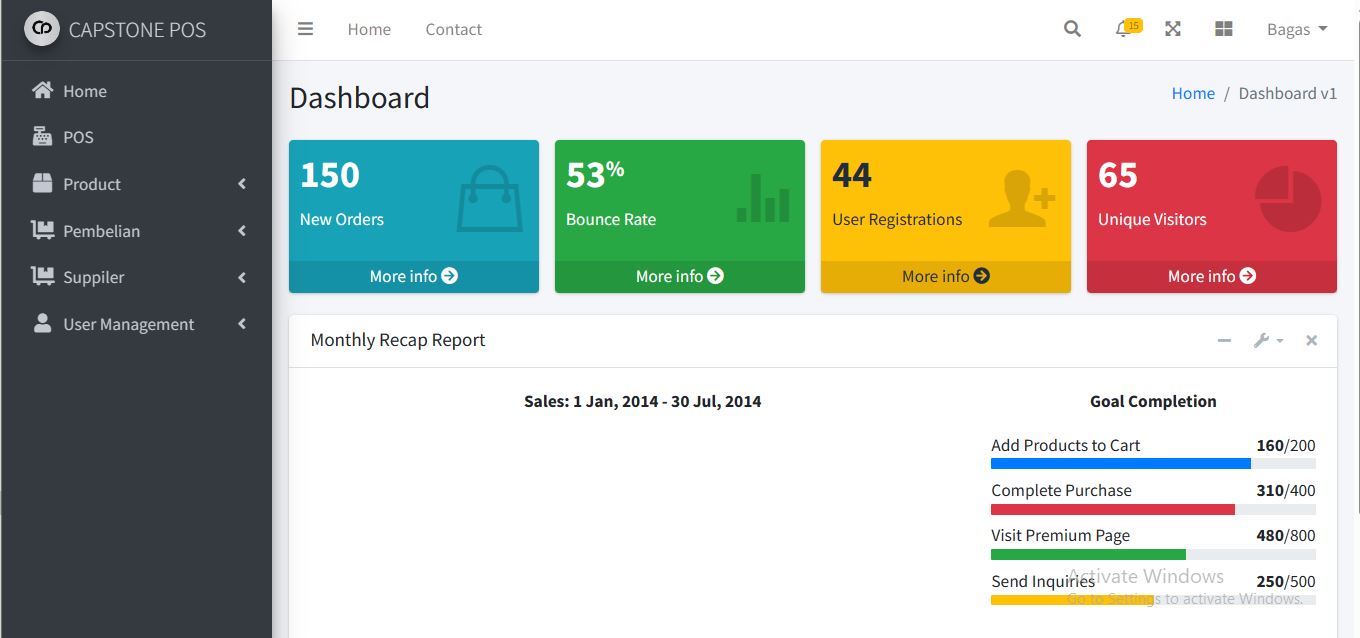 CAPSTONE POS
Home
Contact
15
Bagas
Home
POS
Product
Pembelian
Suppiler
User Management
Dashboard
Home / Dashboard v1
150
New Orders
More info
53%
Bounce Rate
More info
44
User Registrations
More info
65
Unique Visitors
More info
Monthly Recap Report
Sales: 1 Jan, 2014 - 30 Jul, 2014
Goal Completion
Add Products to Cart 160/200
Complete Purchase 310/400
Visit Premium Page 480/800
Send Inquiries 250/500
Activate Windows
Go to Settings to activate Windows.